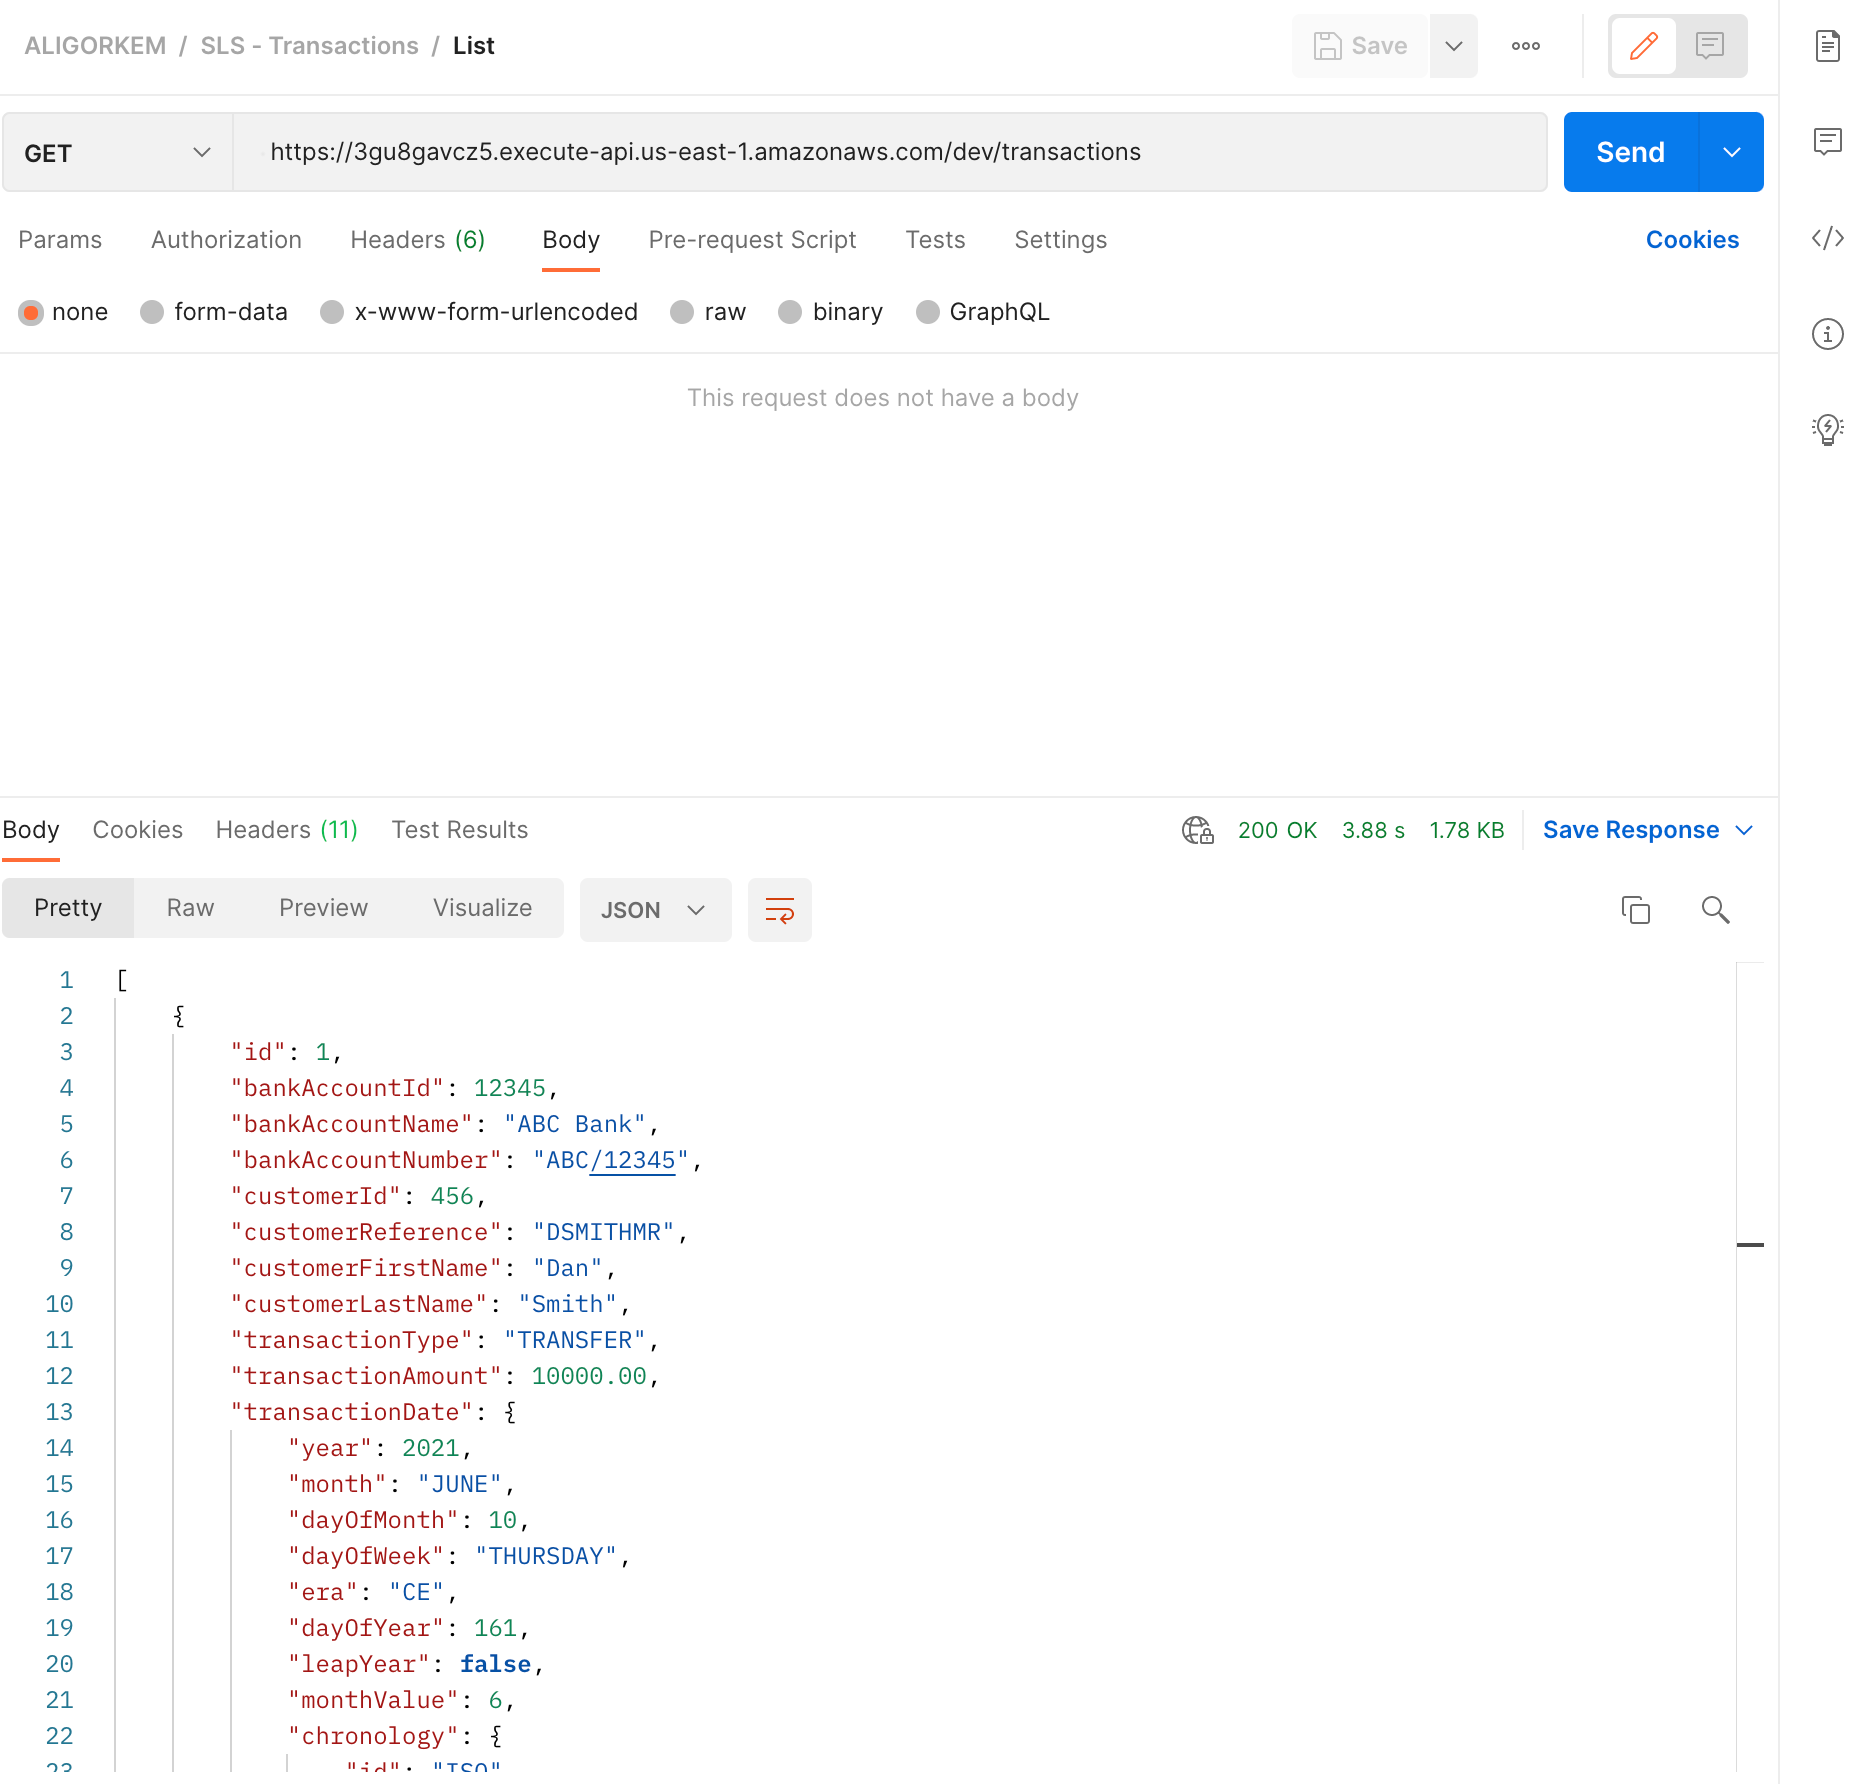 ALIGORKEM / SLS - Transactions / List
Save
GET https://3gu8gavcz5.execute-api.us-east-1.amazonaws.com/dev/transactions Send
Params Authorization Headers (6) Body Pre-request Script Tests Settings Cookies
none form-data x-www-form-urlencoded raw binary GraphQL
This request does not have a body
Body Cookies Headers (11) Test Results 200 OK 3.88 s 1.78 KB Save Response
Pretty Raw Preview Visualize JSON
1 [
2 {
3 "id": 1,
4 "bankAccountId": 12345,
5 "bankAccountName": "ABC Bank",
6 "bankAccountNumber": "ABC/12345",
7 "customerId": 456,
8 "customerReference": "DSMITHMR",
9 "customerFirstName": "Dan",
10 "customerLastName": "Smith",
11 "transactionType": "TRANSFER",
12 "transactionAmount": 10000.00,
13 "transactionDate": {
14 "year": 2021,
15 "month": "JUNE",
16 "dayOfMonth": 10,
17 "dayOfWeek": "THURSDAY",
18 "era": "CE",
19 "dayOfYear": 161,
20 "leapYear": false,
21 "monthValue": 6,
22 "chronology": {
23 "id": "ISO"